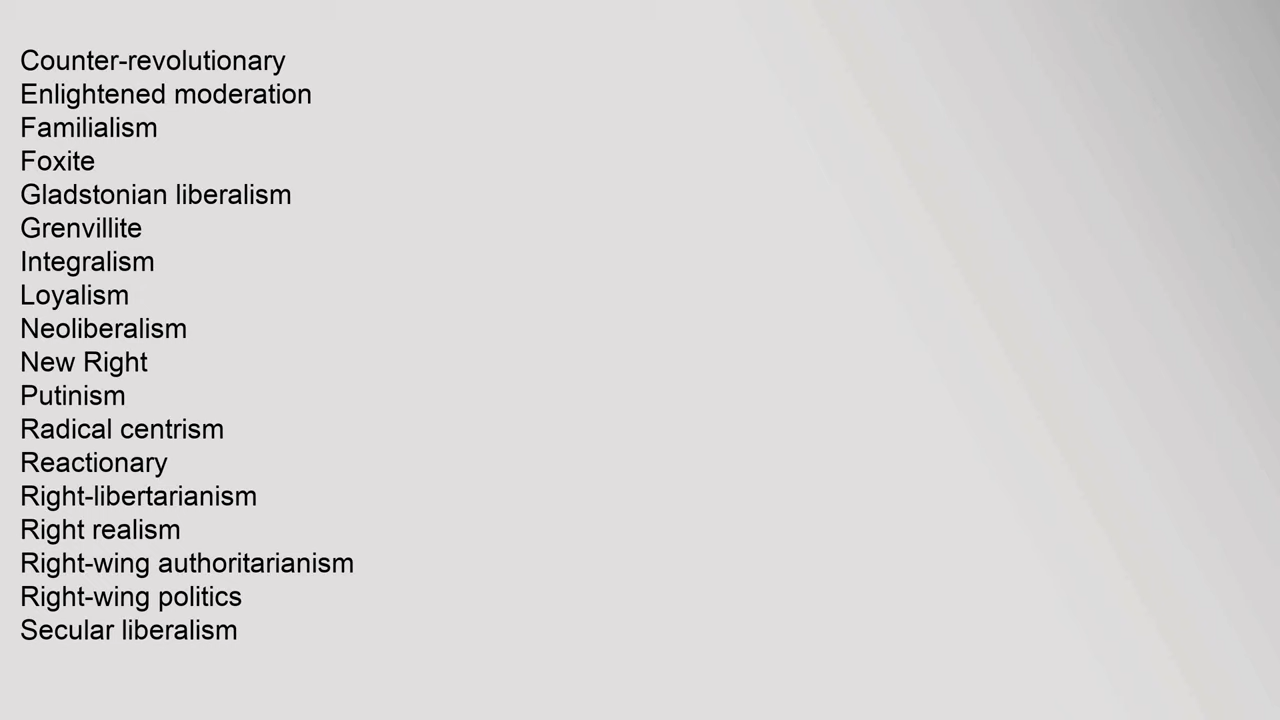 Counter-revolutionary
Enlightened moderation
Familialism
Foxite
Gladstonian liberalism
Grenvillite
Integralism
Loyalism
Neoliberalism
New Right
Putinism
Radical centrism
Reactionary
Right-libertarianism
Right realism
Right-wing authoritarianism
Right-wing politics
Secular liberalism